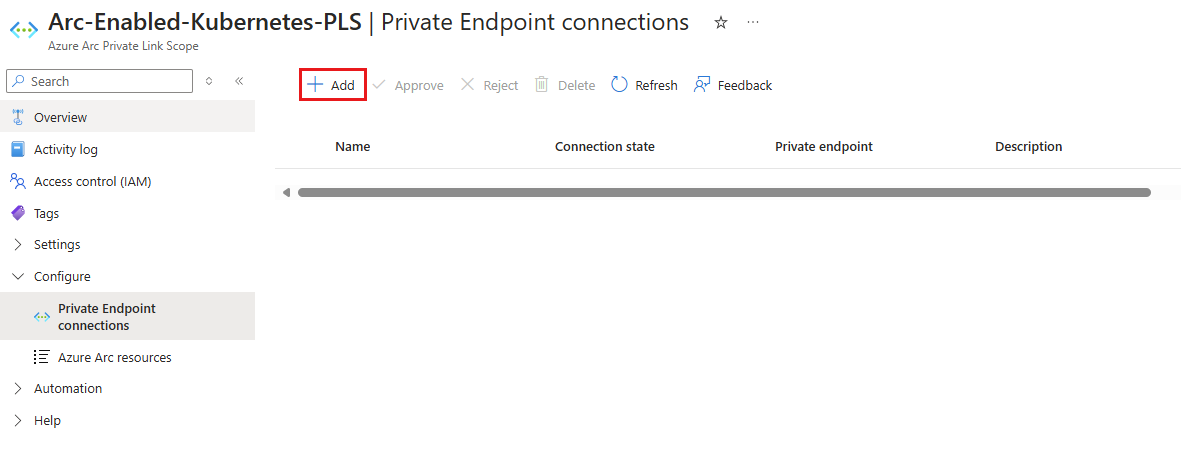 Arc-Enabled-Kubernetes-PLS | Private Endpoint connections
Azure Arc Private Link Scope
Search
Add
Approve
Reject
Delete
Refresh
Feedback
Overview
Activity log
Access control (IAM)
Tags
Settings
Configure
Private Endpoint
connections
Azure Arc resources
Automation
Help
Name
Connection state
Private endpoint
Description